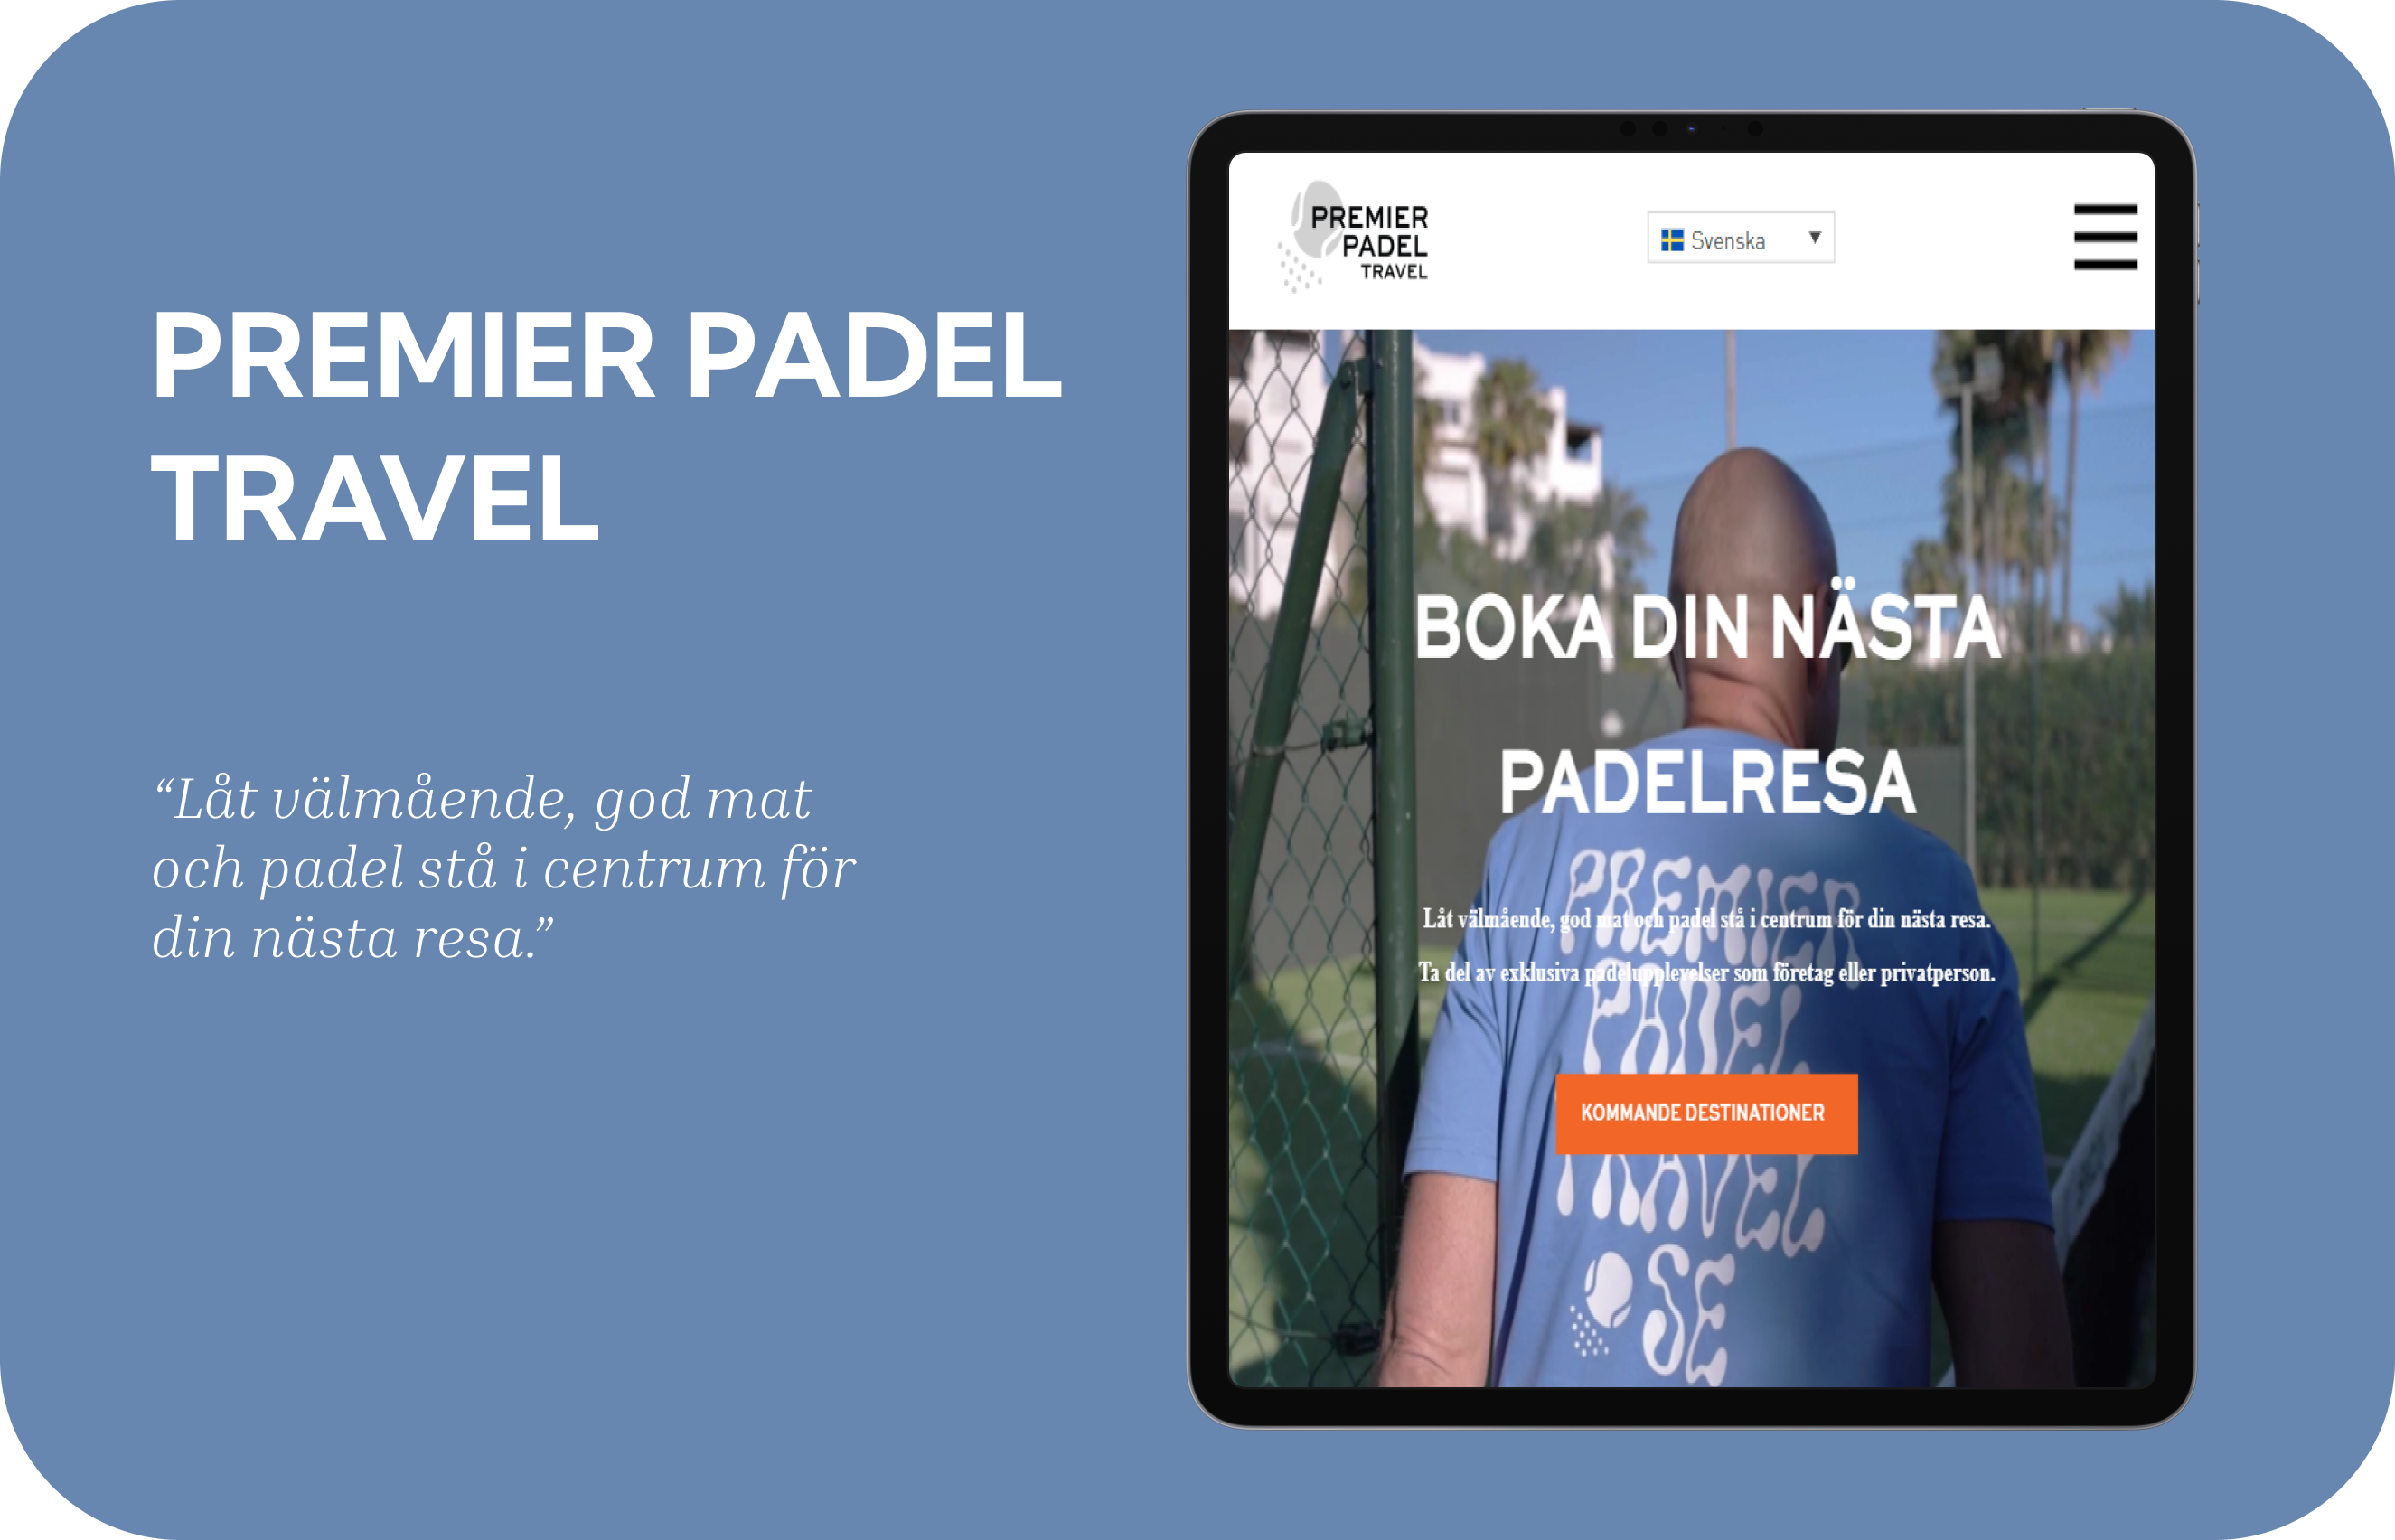 PREMIER PADEL
TRAVEL
“Låt välmående, god mat
och padel stå i centrum för
din nästa resa.”
PREMIER
PADEL
TRAVEL
Svenska
BOKA DIN NÄSTA
PADELRESA
PREMIER
Låt välmående, god mat och padel stå i centrum för din nästa resa.
Ta del av exklusiva padelupplevelser som företag eller privatperson.
PADEL
KOMMANDE DESTINATIONER
TRAVEL
SE